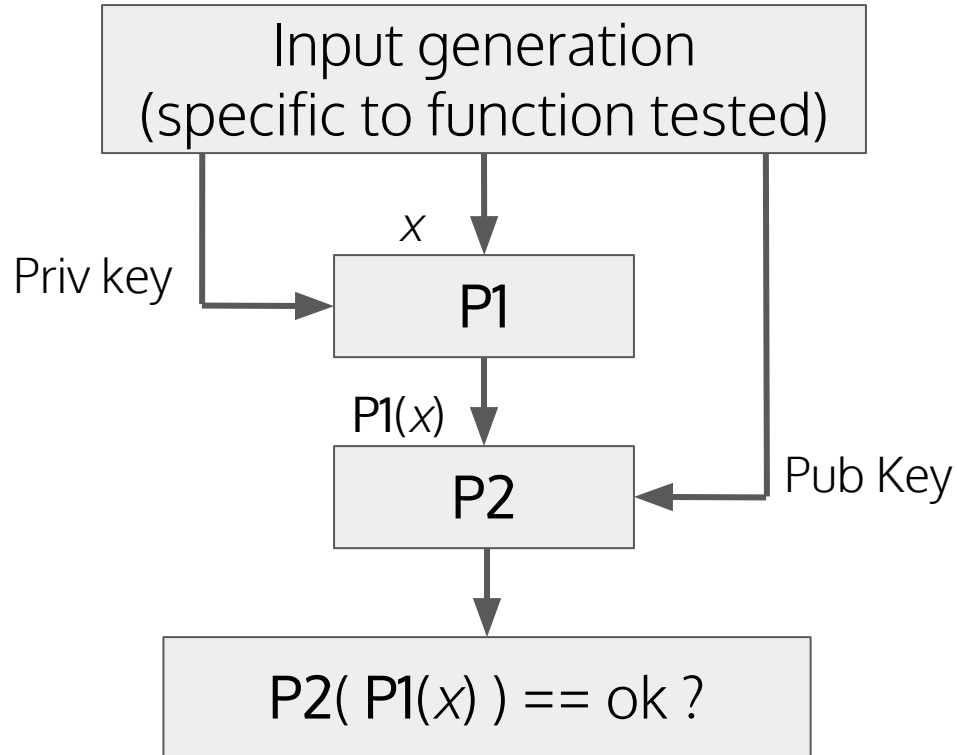 Input generation
(specific to function tested)
x
Priv key
P1
P1(x)
P2
Pub Key
P2( P1(x) ) == ok ?